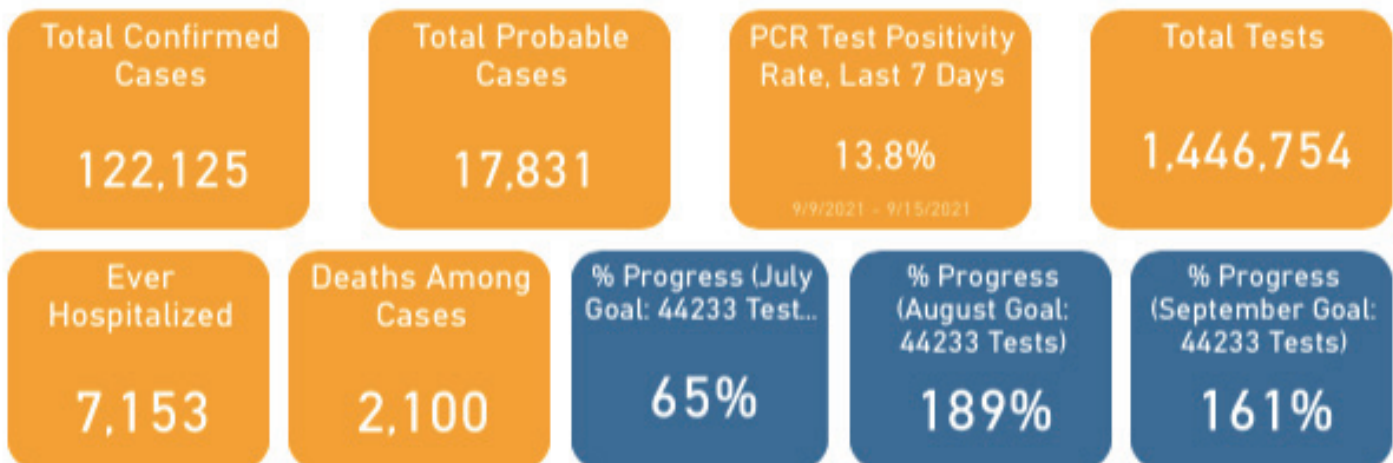 Total Confirmed
Cases
122,125
Total Probable
Cases
17,831
PCR Test Positivity
Rate, Last 7 Days
13.8%
9/9/2021 - 9/15/2021
Total Tests
1,446,754
Ever
Hospitalized
7,153
Deaths Among
Cases
2,100
% Progress (July
Goal: 44233 Test...
65%
% Progress
(August Goal:
44233 Tests)
189%
% Progress
(September Goal:
44233 Tests)
161%